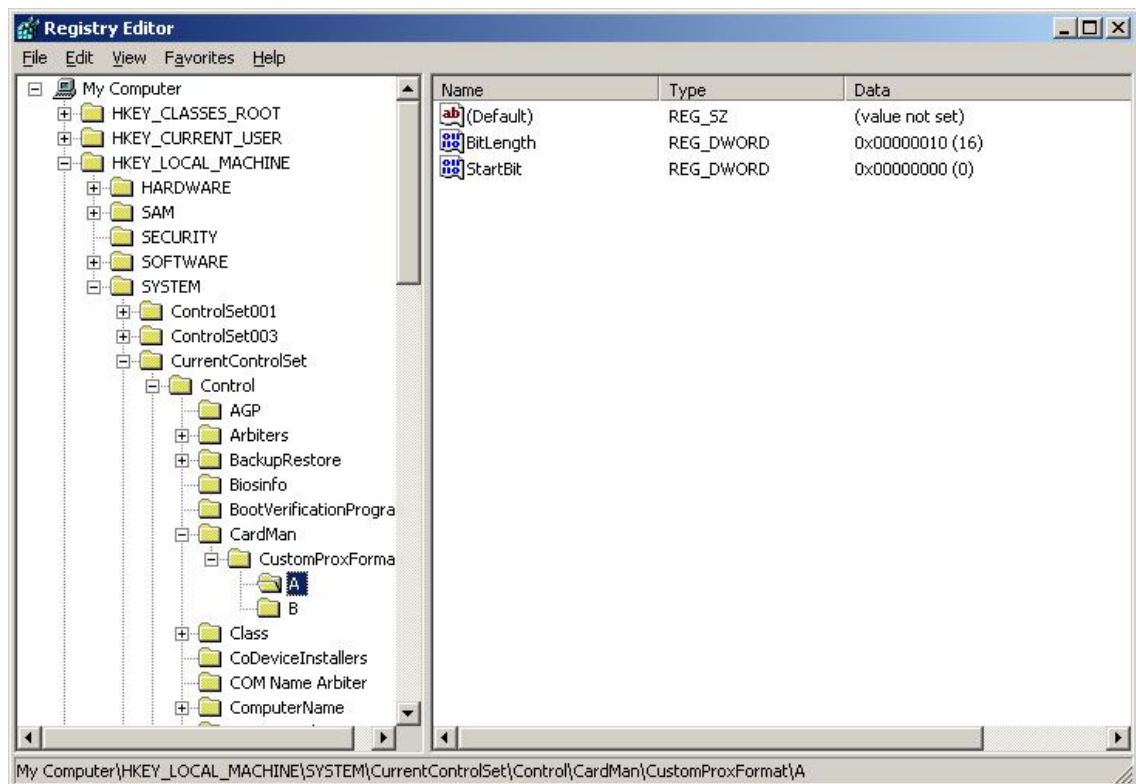 Registry Editor
File Edit View Favorites Help
My Computer
HKEY_CLASSES_ROOT
HKEY_CURRENT_USER
HKEY_LOCAL_MACHINE
HARDWARE
SAM
SECURITY
SOFTWARE
SYSTEM
ControlSet001
ControlSet003
CurrentControlSet
Control
AGP
Arbiters
BackupRestore
Biosinfo
BootVerificationProgra
CardMan
CustomProxForma
A
B
Class
CoDeviceInstallers
COM Name Arbiter
ComputerName
Name Type Data
(Default) REG_SZ (value not set)
BitLength REG_DWORD 0x00000010 (16)
StartBit REG_DWORD 0x00000000 (0)
My Computer\HKEY_LOCAL_MACHINE\SYSTEM\CurrentControlSet\Control\CardMan\CustomProxFormat\A